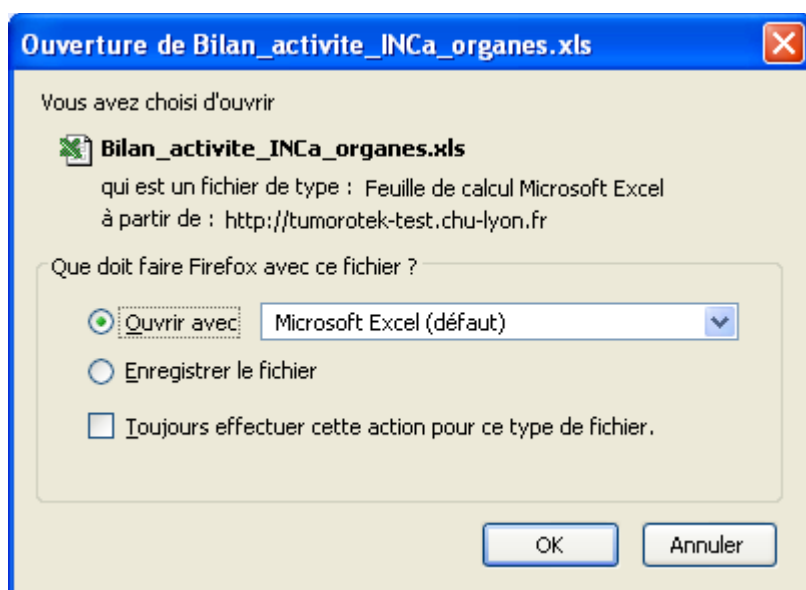 Ouverture de Bilan_activite_INCa_organes.xls
Vous avez choisi d'ouvrir
Bilan_activite_INCa_organes.xls
qui est un fichier de type : Feuille de calcul Microsoft Excel
à partir de : http://tumorotek-test.chu-lyon.fr
Que doit faire Firefox avec ce fichier ?
Ouvrir avec Microsoft Excel (défaut)
Enregistrer le fichier
Toujours effectuer cette action pour ce type de fichier.
OK Annuler